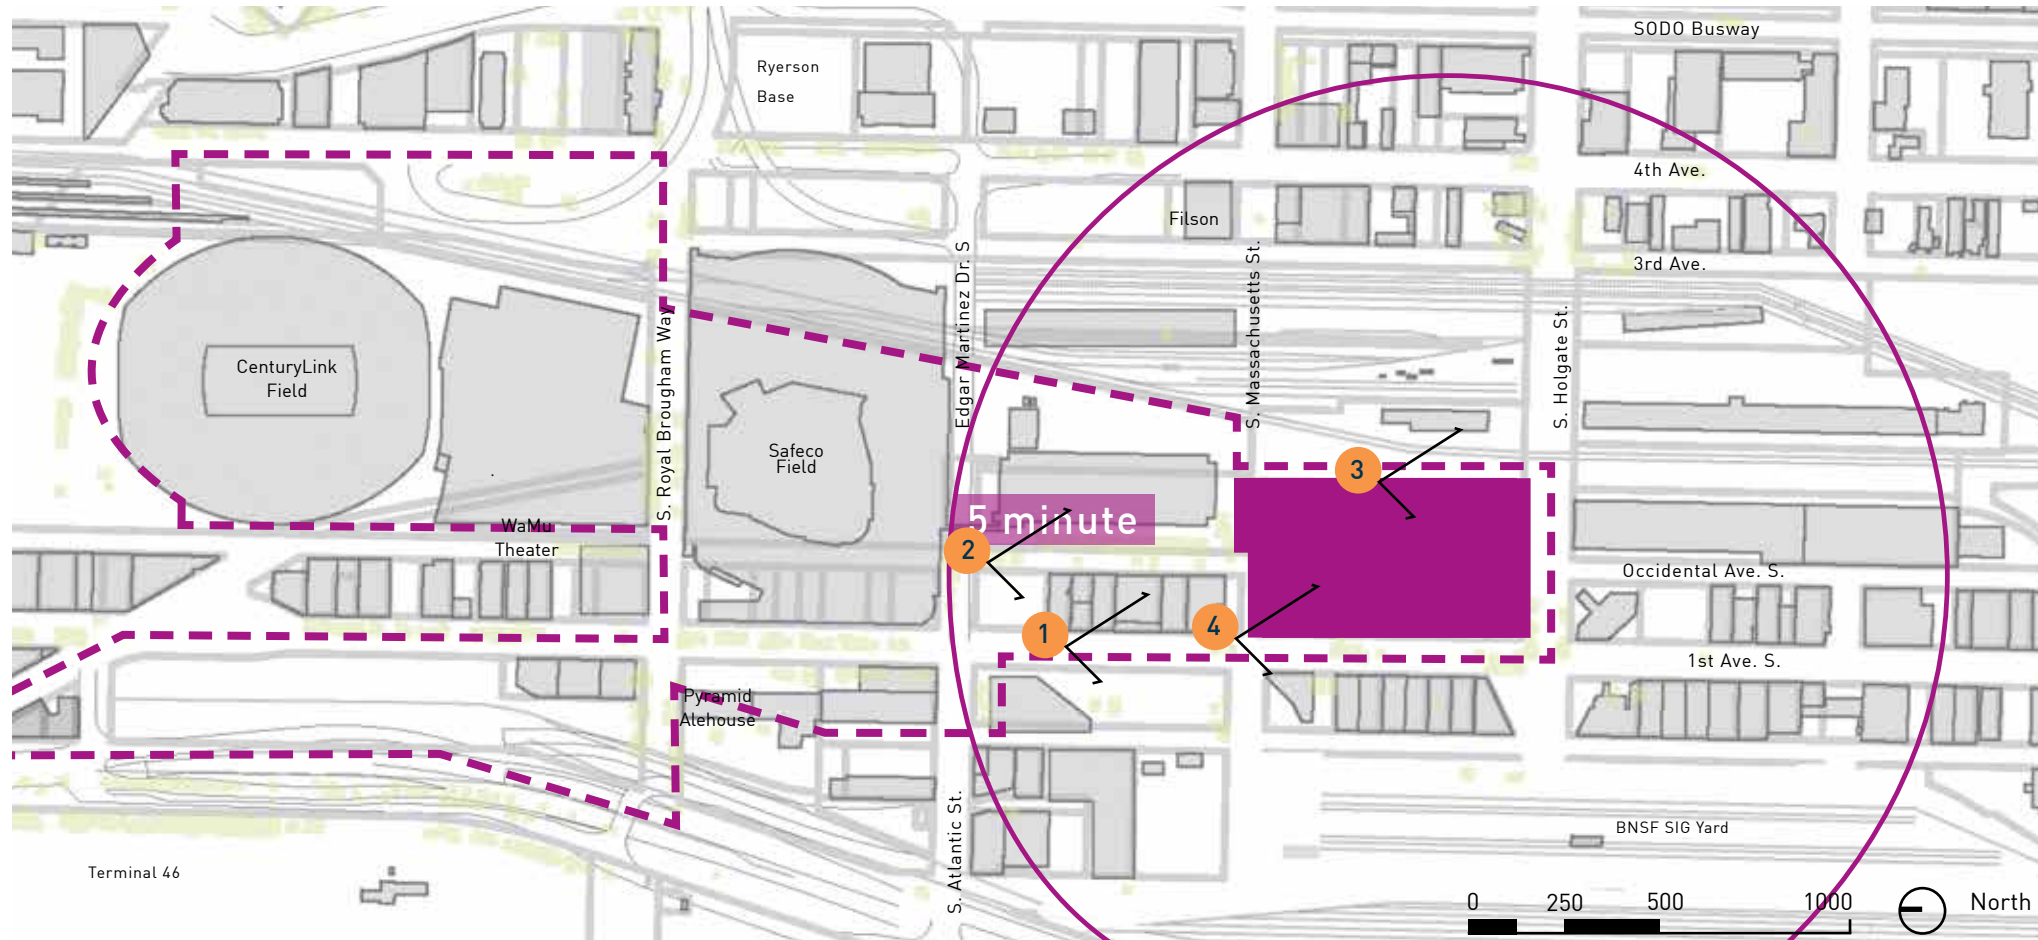 SODO Busway
Ryerson
Base
4th Ave.
Filson
3rd Ave.
S. Royal Brougham Way
Edgar Martinez Dr. S
S. Massachusetts St.
S. Holgate St.
CenturyLink
Field
Safeco
Field
3
5 minute
WaMu
Theater
2
Occidental Ave. S.
1
4
1st Ave. S.
Pyramid
Alehouse
S. Atlantic St.
BNSF SIG Yard
Terminal 46
0 250 500 1000
North